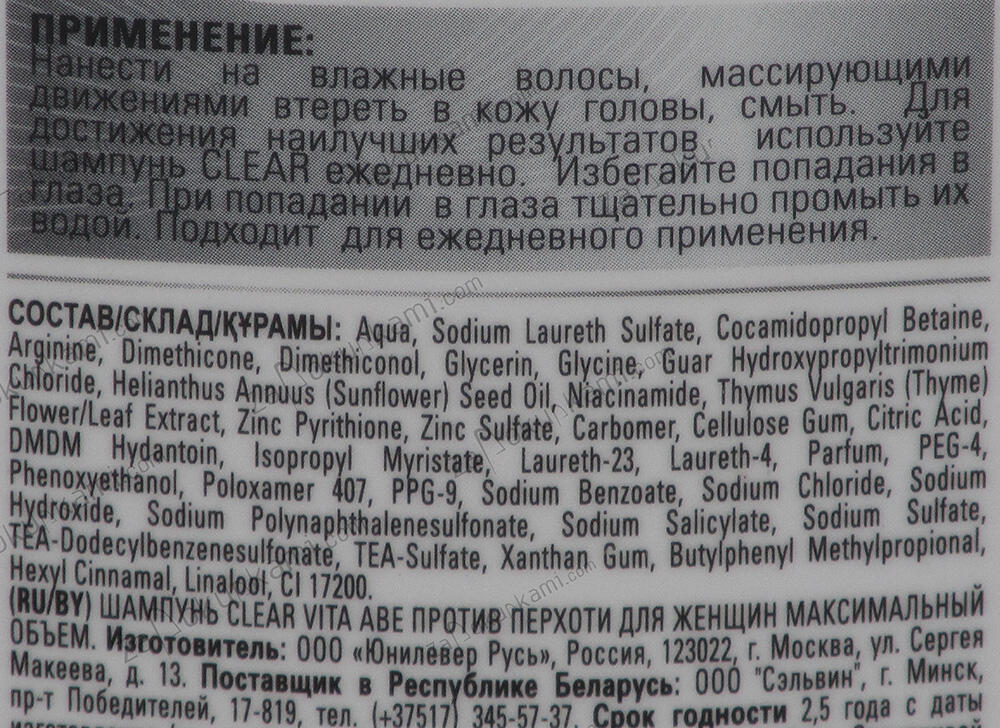 ПРИМЕНЕНИЕ:
Нанести на влажные волосы, массирующими
движениями втереть в кожу головы, смыть. Для
достижения наилучших результатов используйте
шампунь CLEAR ежедневно. Избегайте попадания в
глаза. При попадании в глаза тщательно промыть их
водой. Подходит для ежедневного применения.
СОСТАВ/СКЛАД/ҚҰРАМЫ: Aqua, Sodium Laureth Sulfate, Cocamidopropyl Betaine,
Arginine, Dimethicone, Dimethiconol, Glycerin, Glycine, Guar Hydroxypropyltrimonium
Chloride, Helianthus Annuus (Sunflower) Seed Oil, Niacinamide, Thymus Vulgaris (Thyme)
Flower/Leaf Extract, Zinc Pyrithione, Zinc Sulfate, Carbomer, Cellulose Gum, Citric Acid,
DMDM Hydantoin, Isopropyl Myristate, Laureth-23, Laureth-4, Parfum, PEG-4,
Phenoxyethanol, Poloxamer 407, PPG-9, Sodium Benzoate, Sodium Chloride, Sodium
Hydroxide, Sodium Polynaphthalenesulfonate, Sodium Salicylate, Sodium Sulfate,
TEA-Dodecylbenzenesulfonate, TEA-Sulfate, Xanthan Gum, Butylphenyl Methylpropional,
Hexyl Cinnamal, Linalool, CI 17200.
(RU/BY) ШАМПУНЬ CLEAR VITA ABE ПРОТИВ ПЕРХОТИ ДЛЯ ЖЕНЩИН МАКСИМАЛЬНЫЙ
ОБЪЕМ. Изготовитель: ООО «Юнилевер Русь», Россия, 123022, г. Москва, ул. Сергея
Макеева, д. 13. Поставщик в Республике Беларусь: ООО "Сэльвин", г. Минск,
пр-т Победителей, 17-819, тел. (+37517) 345-57-37. Срок годности 2,5 года с даты